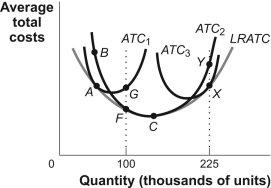 Average
total
costs
ATC1
ATC3
ATC2
LRATC
B
Y
A
G
X
F
C
0
100
225
Quantity (thousands of units)